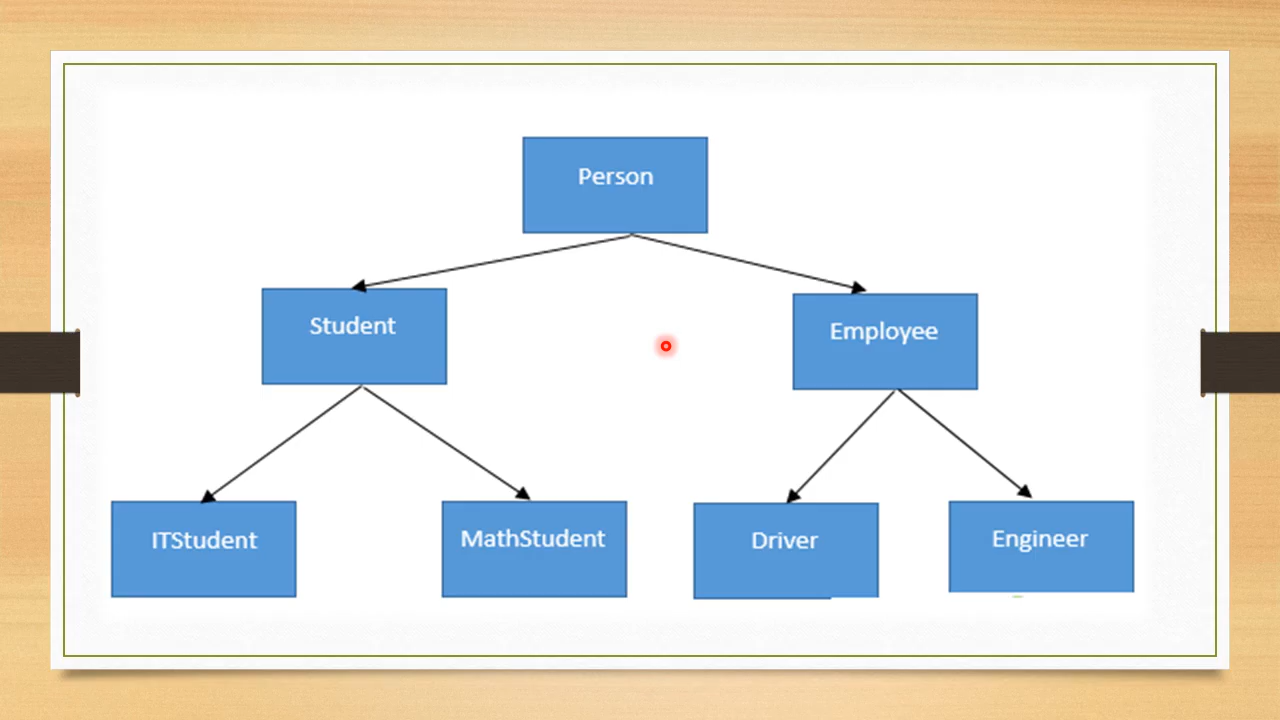 Person
Student
Employee
ITStudent
MathStudent
Driver
Engineer